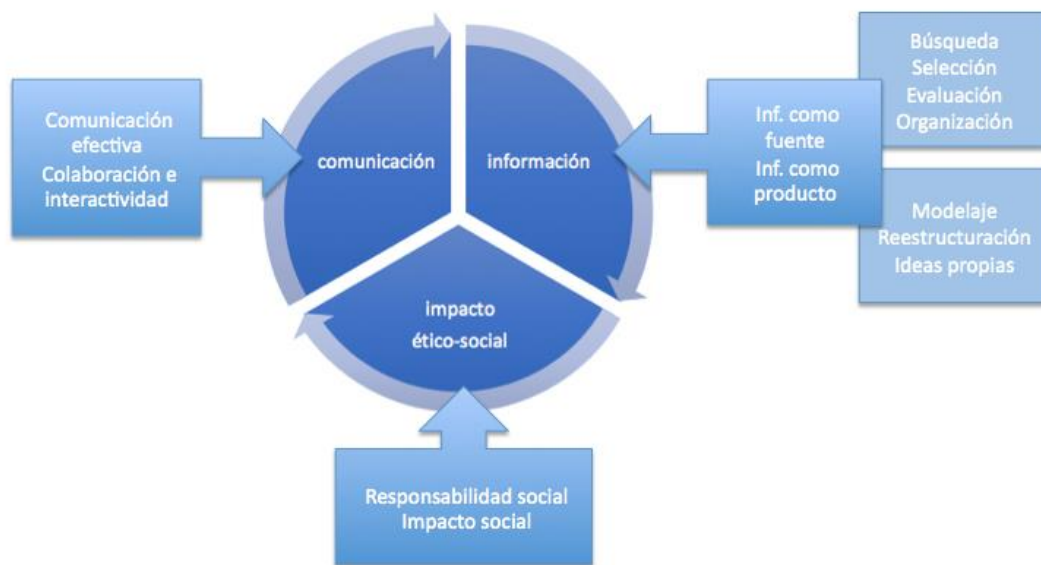 Comunicación
efectiva
Colaboración e
interactividad
comunicación
información
Inf. como
fuente
Inf. como
producto
Búsqueda
Selección
Evaluación
Organización
Modelaje
Reestructuración
Ideas propias
impacto
ético-social
Responsabilidad social
Impacto social